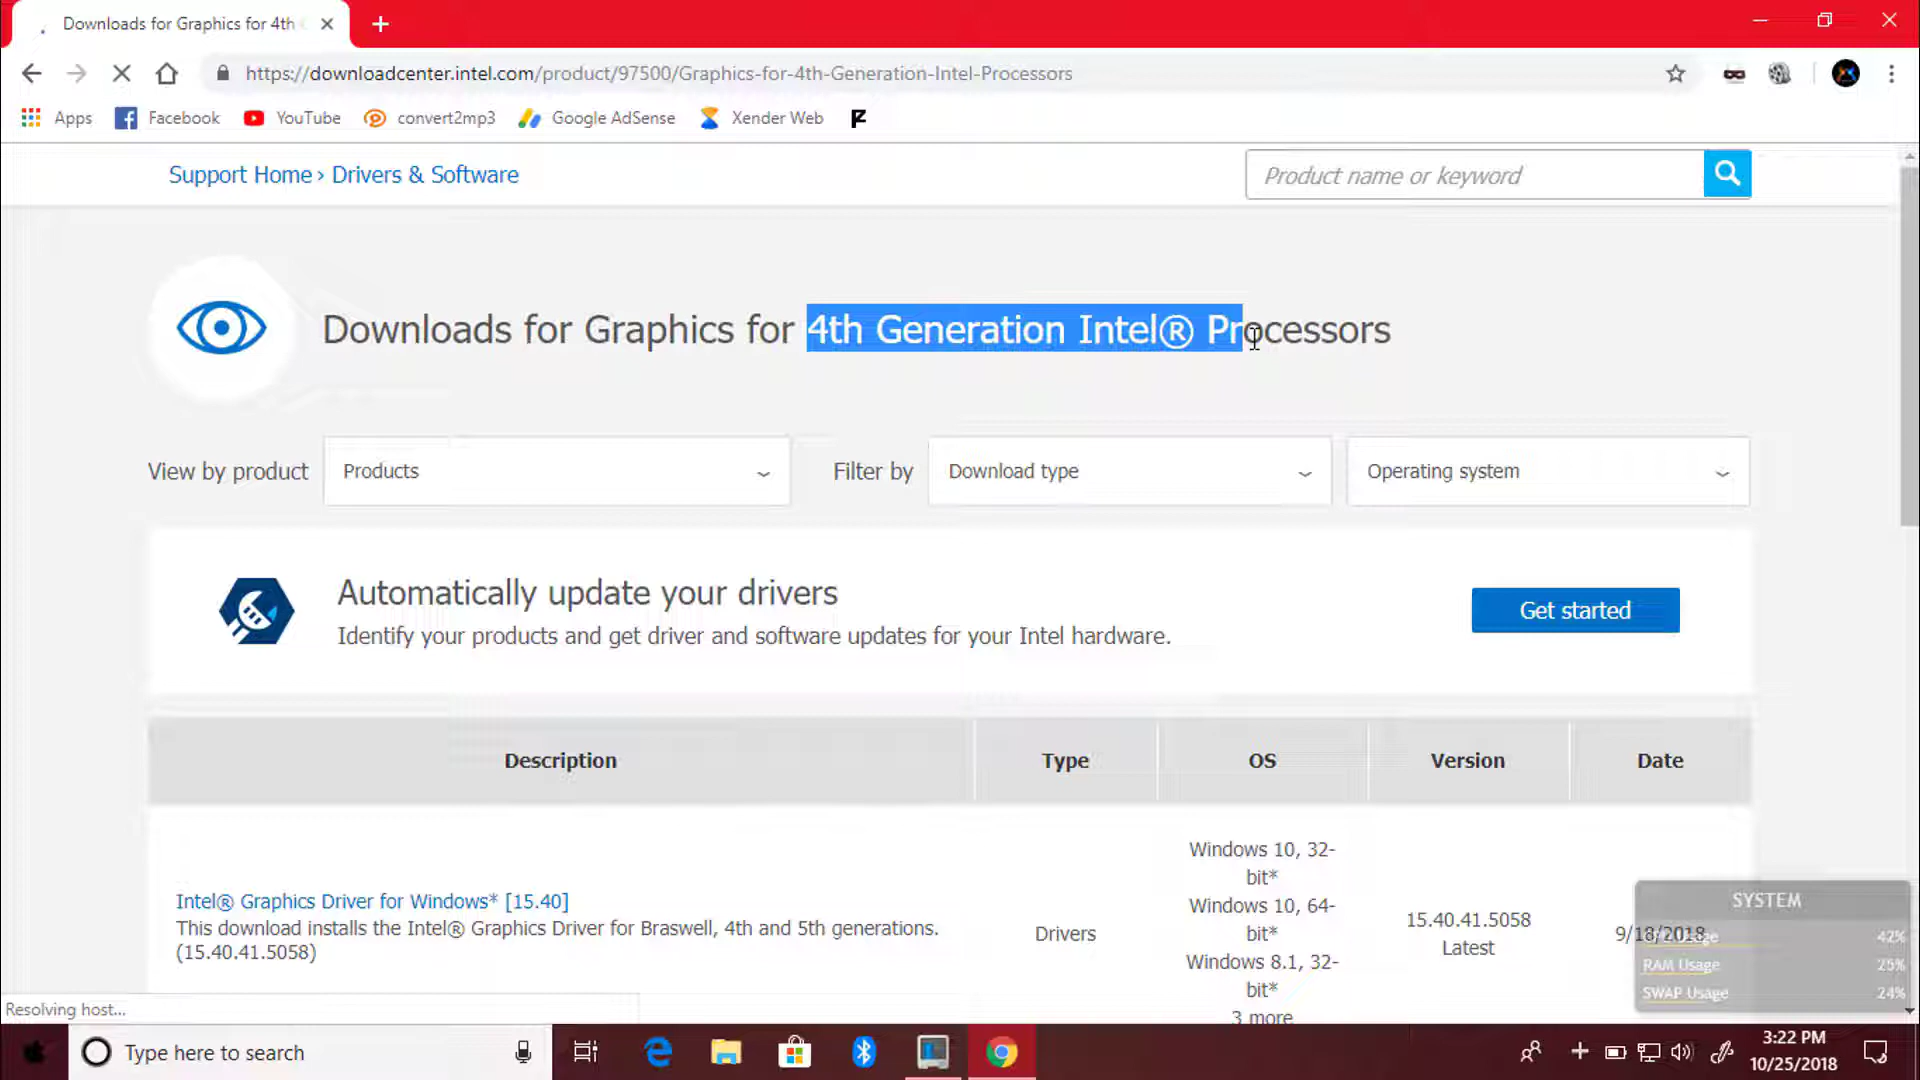 Downloads for Graphics for 4th
https://downloadcenter.intel.com/product/97500/Graphics-for-4th-Generation-Intel-Processors
Apps Facebook YouTube convert2mp3 Google AdSense Xender Web
Support Home › Drivers & Software
Product name or keyword
Downloads for Graphics for 4th Generation Intel® Processors
View by product Products Filter by Download type Operating system
Automatically update your drivers
Identify your products and get driver and software updates for your Intel hardware.
Get started
Description Type OS Version Date
Intel® Graphics Driver for Windows* [15.40]
This download installs the Intel® Graphics Driver for Braswell, 4th and 5th generations.
(15.40.41.5058)
Drivers
Windows 10, 32-
bit*
Windows 10, 64-
bit*
Windows 8.1, 32-
bit*
3 more
15.40.41.5058
Latest
9/18/2018
SYSTEM
Usage 42%
RAM Usage 25%
SWAP Usage 24%
Resolving host...
Type here to search
3:22 PM
10/25/2018